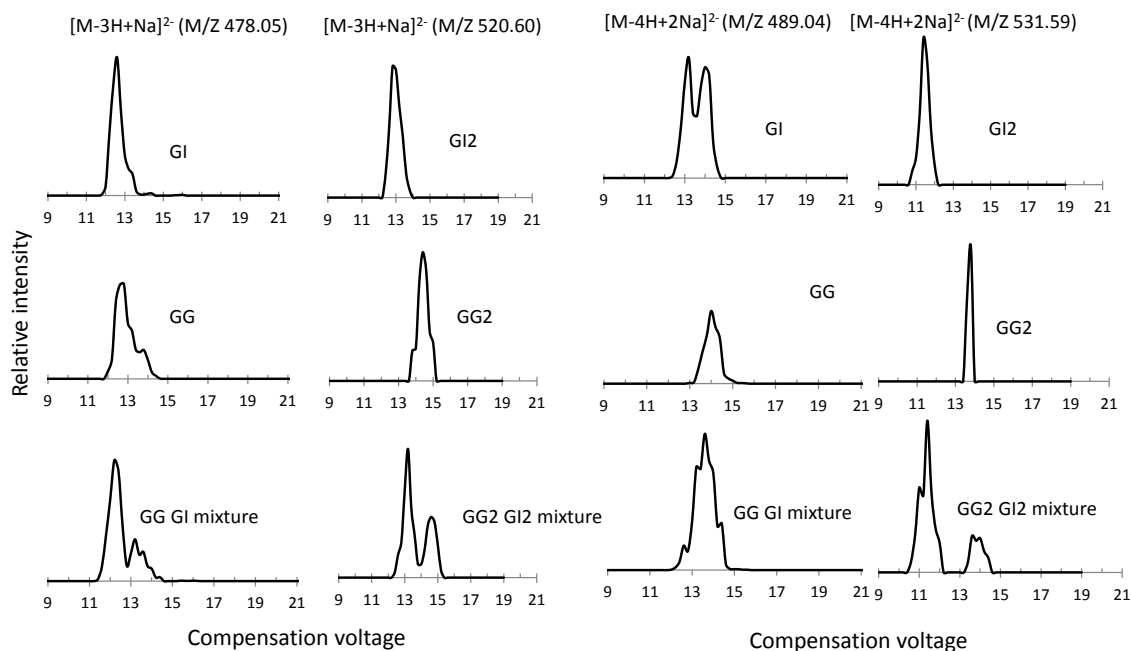 [M-3H+Na]²⁻ (M/Z 478.05)
[M-3H+Na]²⁻ (M/Z 520.60)
[M-4H+2Na]²⁻ (M/Z 489.04)
[M-4H+2Na]²⁻ (M/Z 531.59)
Relative intensity
GI
9 11 13 15 17 19 21
GI2
9 11 13 15 17 19 21
GI
9 11 13 15 17 19 21
GI2
9 11 13 15 17 19 21
GG
9 11 13 15 17 19 21
GG2
9 11 13 15 17 19 21
GG
9 11 13 15 17 19 21
GG2
9 11 13 15 17 19 21
GG GI mixture
9 11 13 15 17 19 21
GG2 GI2 mixture
9 11 13 15 17 19 21
GG GI mixture
9 11 13 15 17 19 21
GG2 GI2 mixture
9 11 13 15 17 19 21
Compensation voltage
Compensation voltage